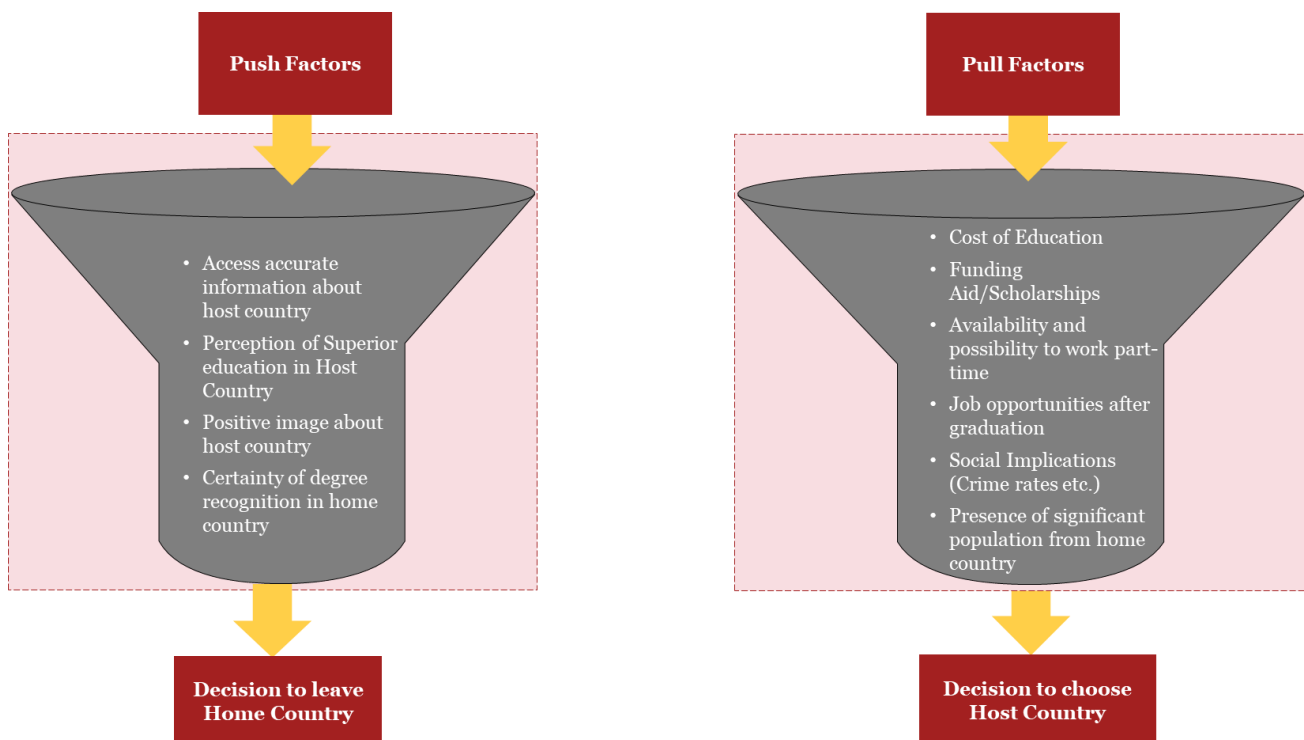 Push Factors
• Access accurate
information about
host country
• Perception of Superior
education in Host
Country
• Positive image about
host country
• Certainty of degree
recognition in home
country
Decision to leave
Home Country
Pull Factors
• Cost of Education
• Funding
Aid/Scholarships
• Availability and
possibility to work part-
time
• Job opportunities after
graduation
• Social Implications
(Crime rates etc.)
• Presence of significant
population from home
country
Decision to choose
Host Country